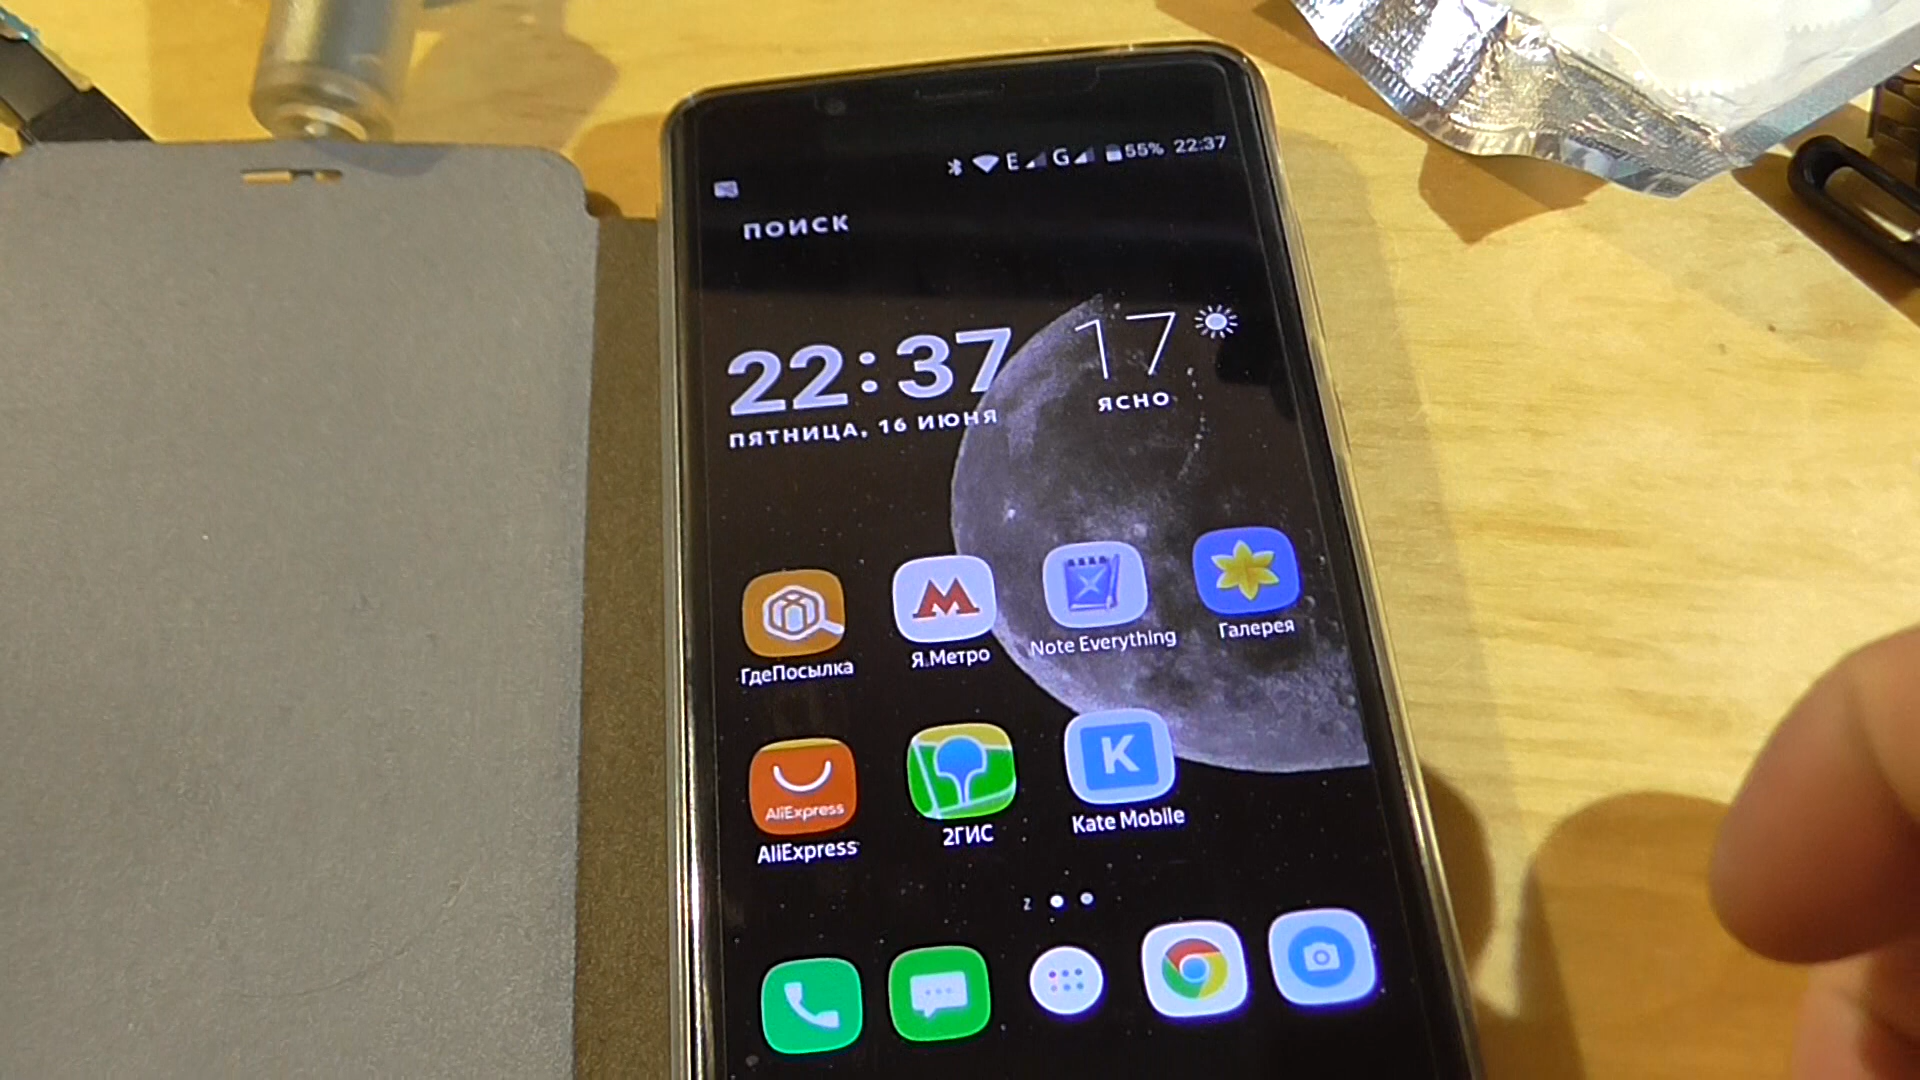 E G 55% 22:37
ПОИСК
22:37 17
ПЯТНИЦА, 16 ИЮНЯ ЯСНО
ГдеПосылка Я.Метро Note Everything Галерея
AliExpress K
AliExpress 2ГИС Kate Mobile